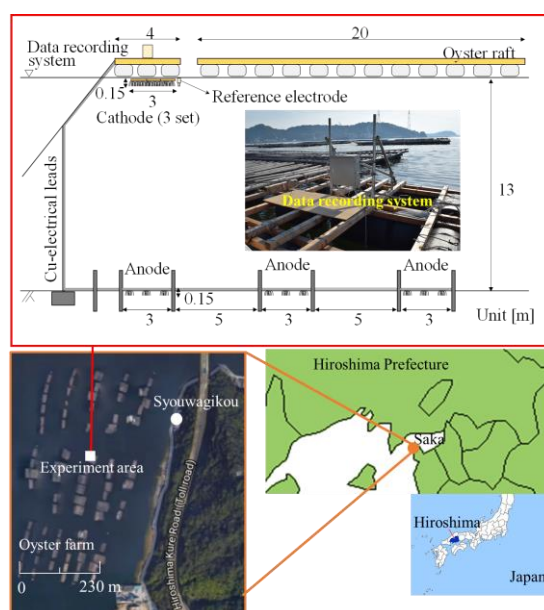 4
20
Data recording
system
Oyster raft
0.15
3
Reference electrode
Cathode (3 set)
Cu-electrical leads
Data recording system
13
Anode
Anode
Anode
0.15
3
5
3
5
3
Unit [m]
Syouwagikou
Experiment area
Hiroshima Kure Road (Toll road)
Oyster farm
0
230 m
Hiroshima Prefecture
Saka
Hiroshima
Japan